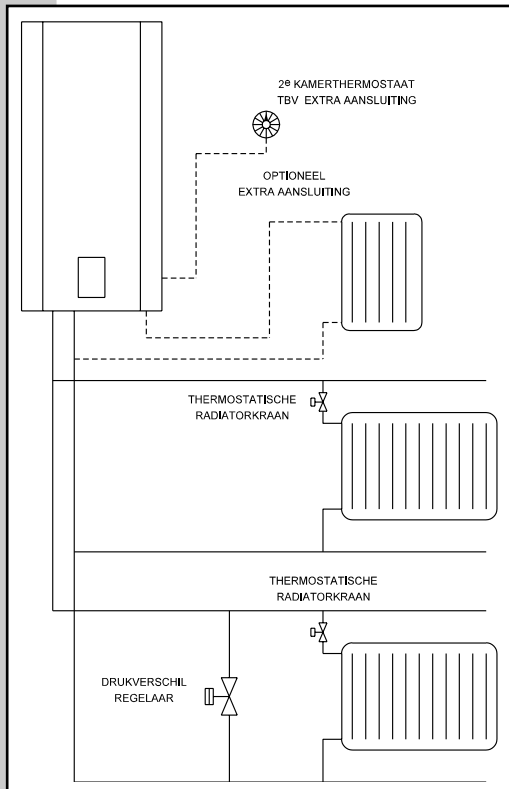 2e KAMERTHERMOSTAAT
TBV EXTRA AANSLUITING
OPTIONEEL
EXTRA AANSLUITING
THERMOSTATISCHE
RADIATORKRAAN
THERMOSTATISCHE
RADIATORKRAAN
DRUKVERSCHIL
REGELAAR